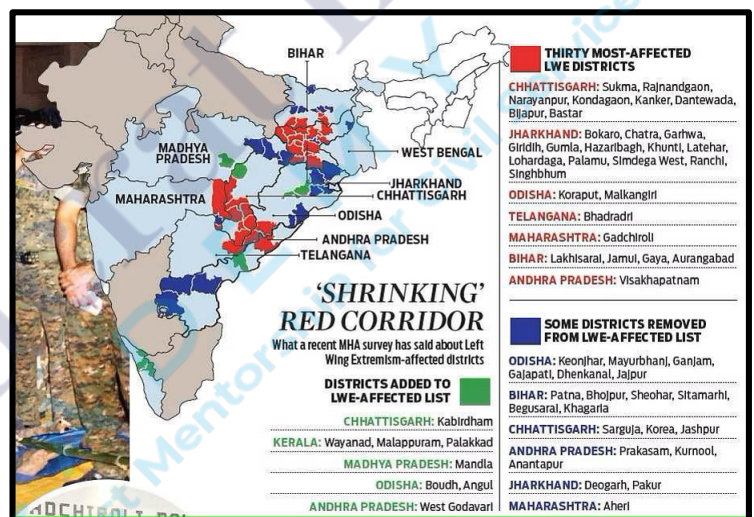 BIHAR
MADHYA
PRADESH
MAHARASHTRA
WEST BENGAL
JHARKHAND
CHHATTISGARH
ODISHA
ANDHRA PRADESH
TELANGANA
'SHRINKING'
RED CORRIDOR
What a recent MHA survey has said about Left
Wing Extremism-affected districts
DISTRICTS ADDED TO
LWE-AFFECTED LIST
CHHATTISGARH: Kabirdham
KERALA: Wayanad, Malappuram, Palakkad
MADHYA PRADESH: Mandla
ODISHA: Boudh, Angul
ANDHRA PRADESH: West Godavari
THIRTY MOST-AFFECTED
LWE DISTRICTS
CHHATTISGARH: Sukma, Rajnandgaon,
Narayanpur, Kondagaon, Kanker, Dantewada,
Bijapur, Bastar
JHARKHAND: Bokaro, Chatra, Garhwa,
Giridih, Gumla, Hazaribagh, Khunti, Latehar,
Lohardaga, Palamu, Simdega West, Ranchi,
Singhbhum
ODISHA: Koraput, Malkangiri
TELANGANA: Bhadradri
MAHARASHTRA: Gadchiroli
BIHAR: Lakhisarai, Jamui, Gaya, Aurangabad
ANDHRA PRADESH: Visakhapatnam
SOME DISTRICTS REMOVED
FROM LWE-AFFECTED LIST
ODISHA: Keonjhar, Mayurbhanj, Ganjam,
Gajapati, Dhenkanal, Jajpur
BIHAR: Patna, Bhojpur, Sheohar, Sitamarhi,
Begusarai, Khagaria
CHHATTISGARH: Sarguja, Korea, Jashpur
ANDHRA PRADESH: Prakasam, Kurnool,
Anantapur
JHARKHAND: Deogarh, Pakur
MAHARASHTRA: Aheri
Mentorship for Civil Service